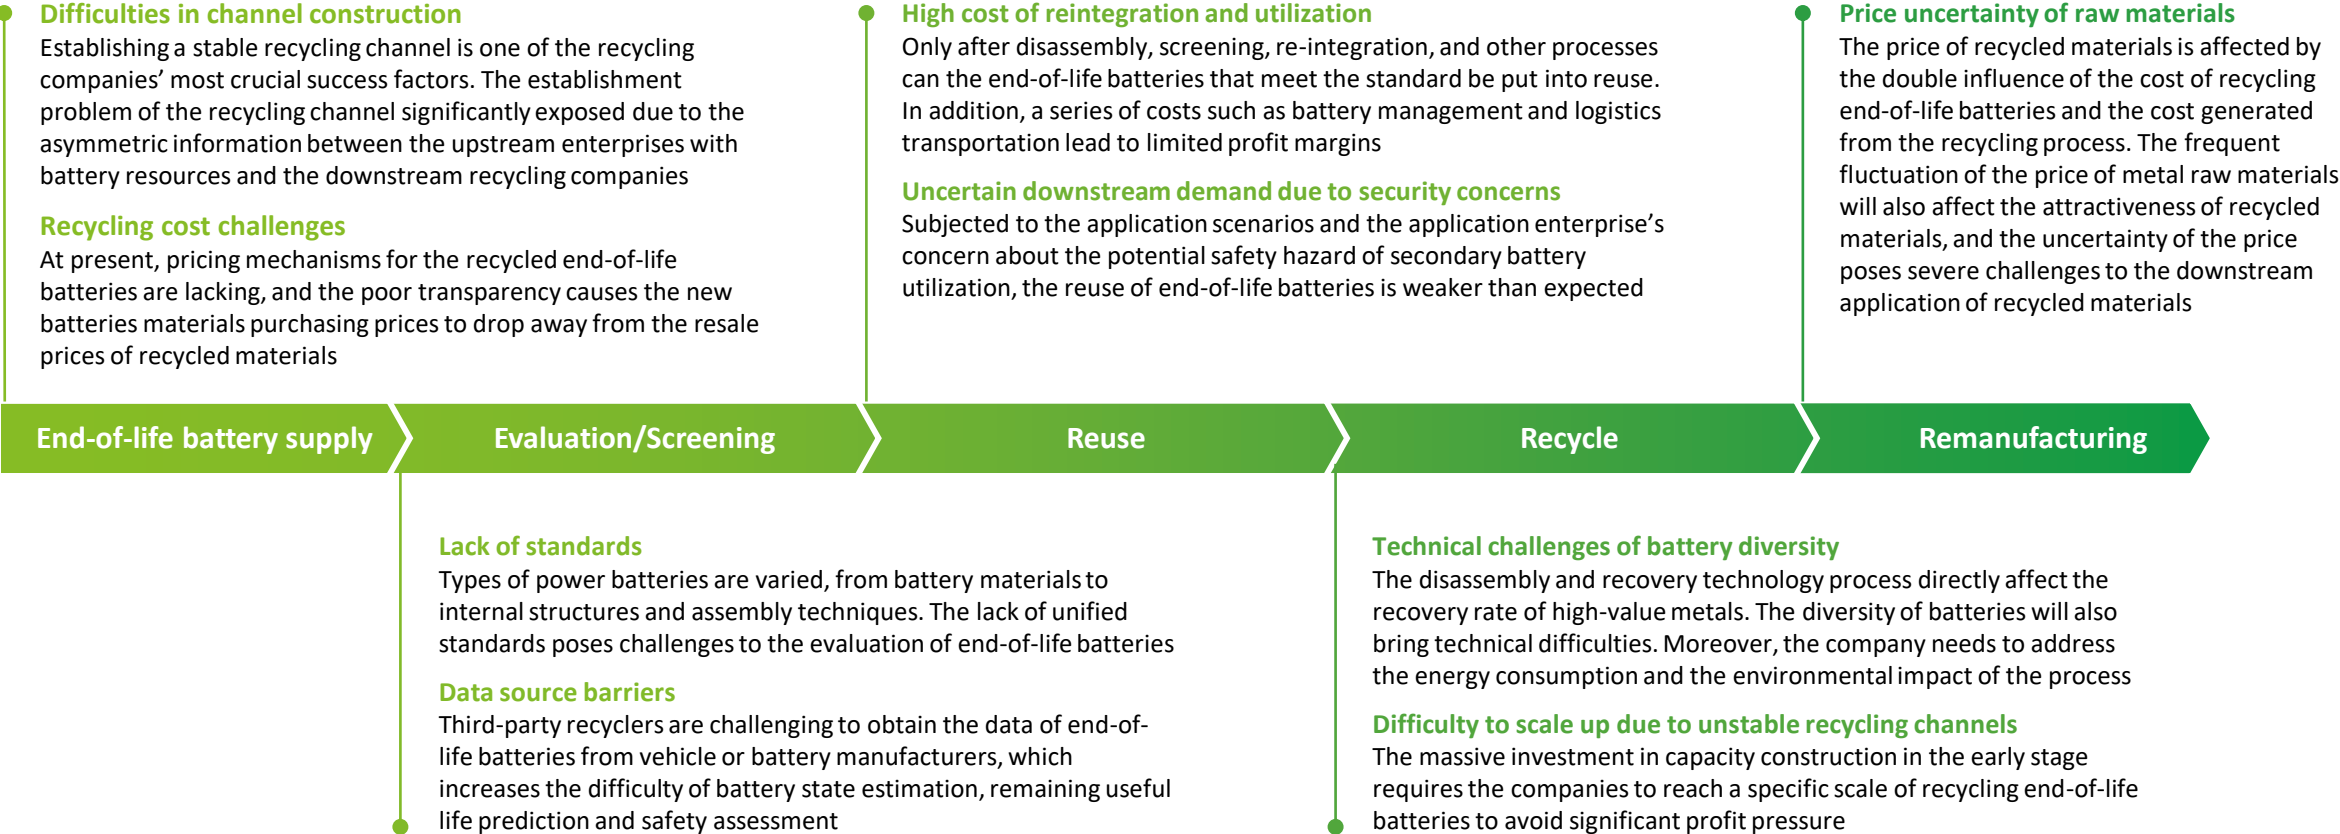 Difficulties in channel construction
Establishing a stable recycling channel is one of the recycling
companies’ most crucial success factors. The establishment
problem of the recycling channel significantly exposed due to the
asymmetric information between the upstream enterprises with
battery resources and the downstream recycling companies
Recycling cost challenges
At present, pricing mechanisms for the recycled end-of-life
batteries are lacking, and the poor transparency causes the new
batteries materials purchasing prices to drop away from the resale
prices of recycled materials
High cost of reintegration and utilization
Only after disassembly, screening, re-integration, and other processes
can the end-of-life batteries that meet the standard be put into reuse.
In addition, a series of costs such as battery management and logistics
transportation lead to limited profit margins
Uncertain downstream demand due to security concerns
Subjected to the application scenarios and the application enterprise’s
concern about the potential safety hazard of secondary battery
utilization, the reuse of end-of-life batteries is weaker than expected
Price uncertainty of raw materials
The price of recycled materials is affected by
the double influence of the cost of recycling
end-of-life batteries and the cost generated
from the recycling process. The frequent
fluctuation of the price of metal raw materials
will also affect the attractiveness of recycled
materials, and the uncertainty of the price
poses severe challenges to the downstream
application of recycled materials
End-of-life battery supply
Evaluation/Screening
Reuse
Recycle
Remanufacturing
Lack of standards
Types of power batteries are varied, from battery materials to
internal structures and assembly techniques. The lack of unified
standards poses challenges to the evaluation of end-of-life batteries
Data source barriers
Third-party recyclers are challenging to obtain the data of end-of-
life batteries from vehicle or battery manufacturers, which
increases the difficulty of battery state estimation, remaining useful
life prediction and safety assessment
Technical challenges of battery diversity
The disassembly and recovery technology process directly affect the
recovery rate of high-value metals. The diversity of batteries will also
bring technical difficulties. Moreover, the company needs to address
the energy consumption and the environmental impact of the process
Difficulty to scale up due to unstable recycling channels
The massive investment in capacity construction in the early stage
requires the companies to reach a specific scale of recycling end-of-life
batteries to avoid significant profit pressure